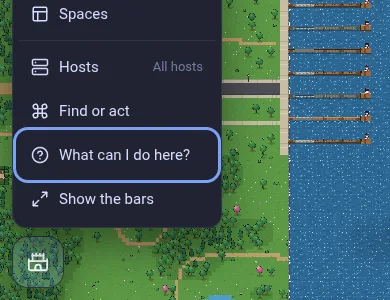 Spaces
Hosts All hosts
Find or act
What can I do here?
Show the bars